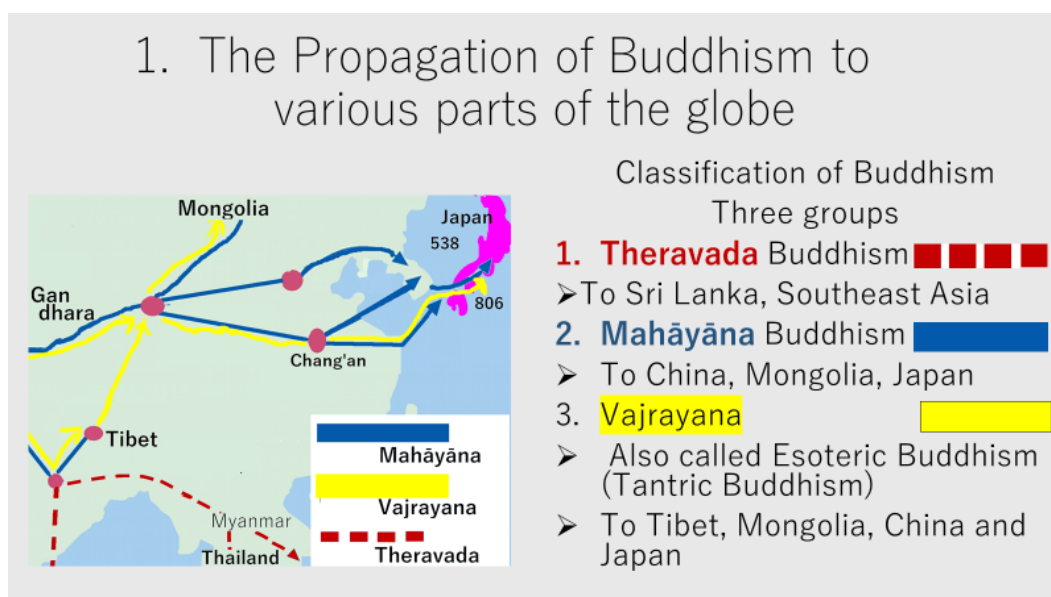 1. The Propagation of Buddhism to
various parts of the globe
Mongolia
Japan
538
Gan
dhara
806
Chang'an
Tibet
Myanmar
Thailand
Mahāyāna
Vajrayana
Theravada
Classification of Buddhism
Three groups
1. Theravada Buddhism
➢To Sri Lanka, Southeast Asia
2. Mahāyāna Buddhism
➢ To China, Mongolia, Japan
3. Vajrayana
➢ Also called Esoteric Buddhism
(Tantric Buddhism)
➢ To Tibet, Mongolia, China and
Japan